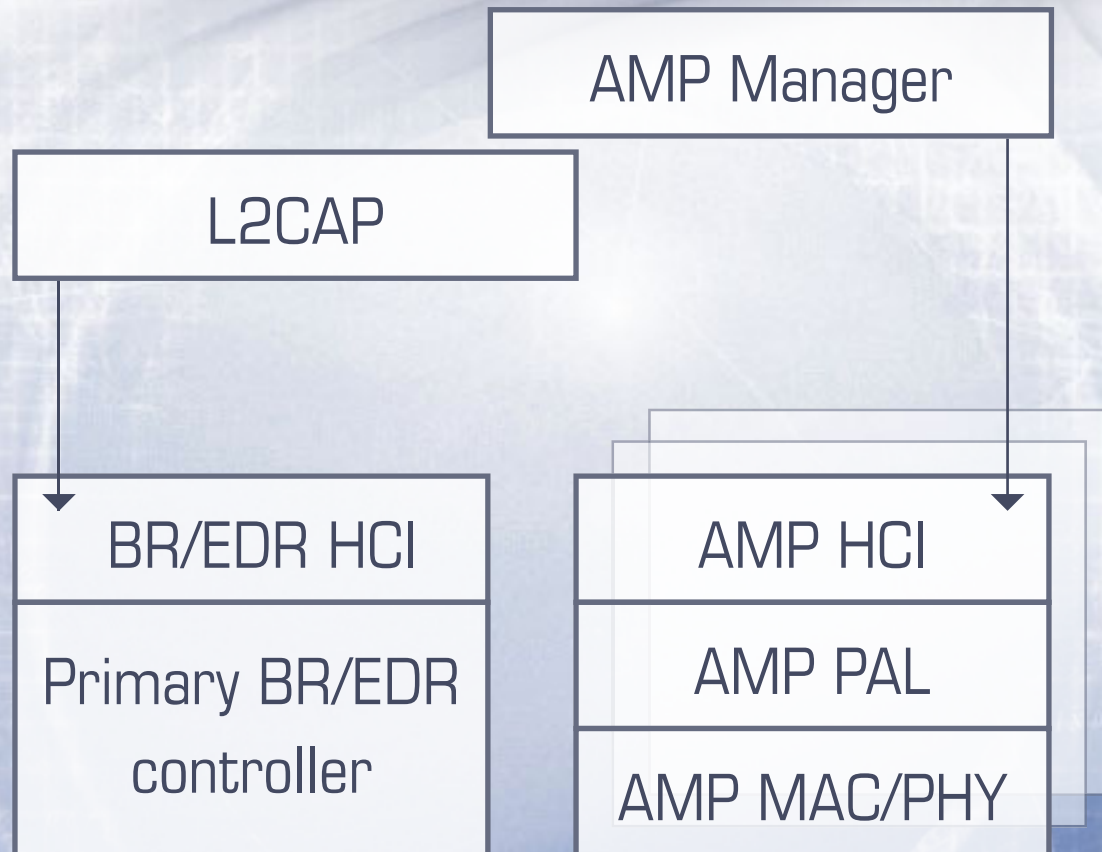 AMP Manager
L2CAP
BR/EDR HCI
Primary BR/EDR
controller
AMP HCI
AMP PAL
AMP MAC/PHY